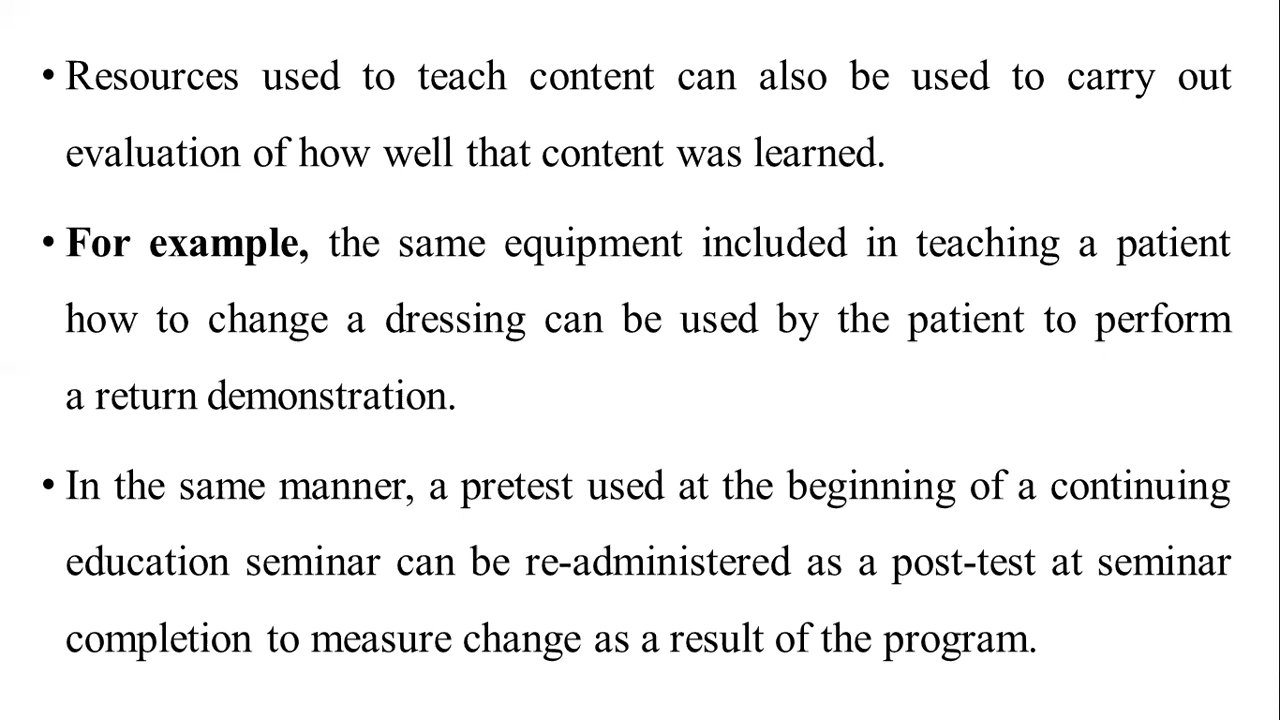 • Resources used to teach content can also be used to carry out
evaluation of how well that content was learned.
• For example, the same equipment included in teaching a patient
how to change a dressing can be used by the patient to perform
a return demonstration.
• In the same manner, a pretest used at the beginning of a continuing
education seminar can be re-administered as a post-test at seminar
completion to measure change as a result of the program.